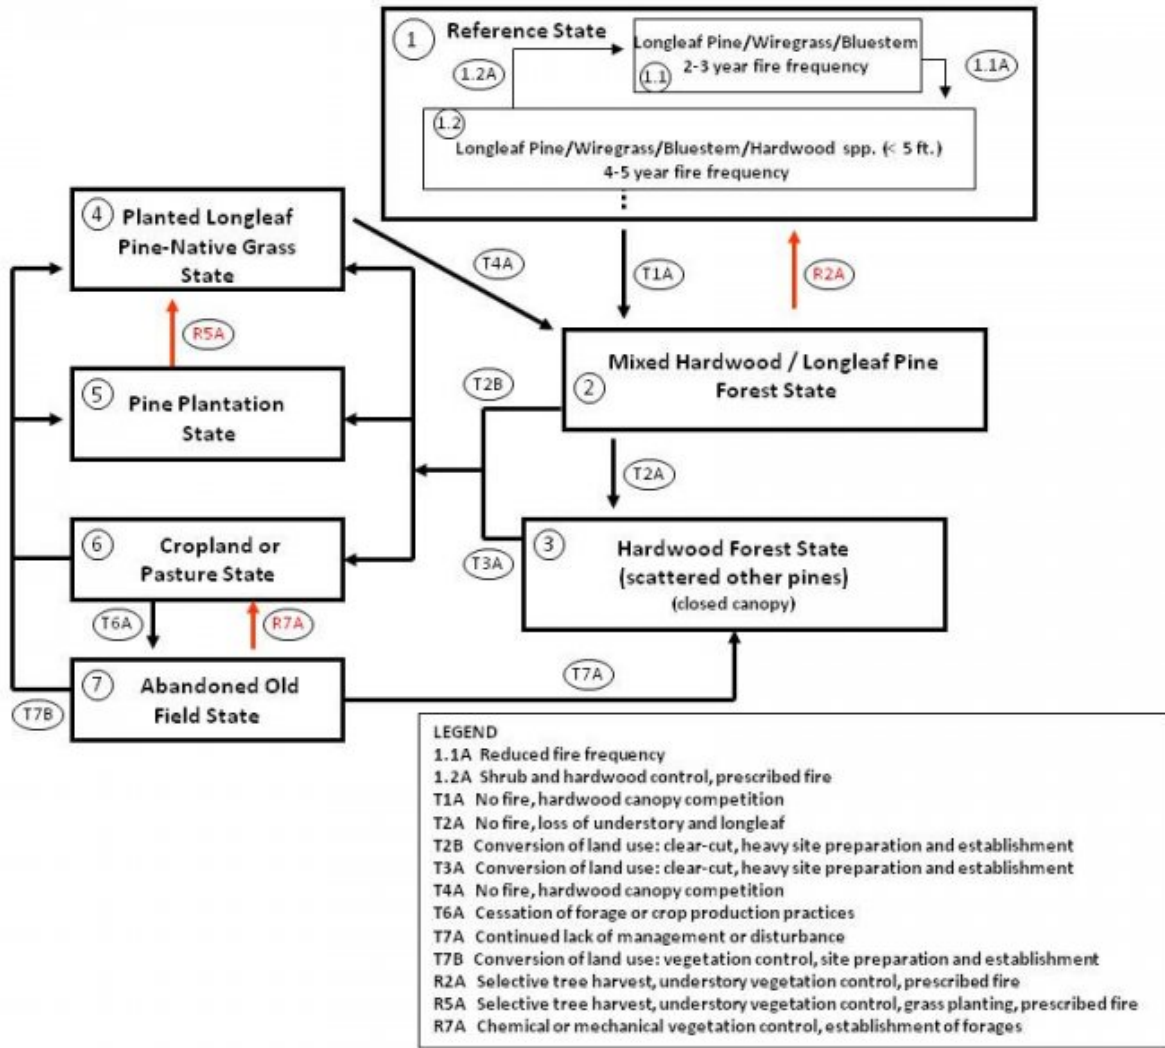 1
Reference State
1.2A
Longleaf Pine/Wiregrass/Bluestem
2-3 year fire frequency
1.1
1.1A
1.2
Longleaf Pine/Wiregrass/Bluestem/Hardwood spp. (< 5 ft.)
4-5 year fire frequency
4
Planted Longleaf
Pine-Native Grass
State
T4A
T1A
R2A
R5A
Mixed Hardwood / Longleaf Pine
Forest State
2
5
Pine Plantation
State
T2B
T2A
6
Cropland or
Pasture State
3
Hardwood Forest State
(scattered other pines)
(closed canopy)
T3A
T6A
R7A
7
Abandoned Old
Field State
T7A
T7B
LEGEND
1.1A Reduced fire frequency
1.2A Shrub and hardwood control, prescribed fire
T1A No fire, hardwood canopy competition
T2A No fire, loss of understory and longleaf
T2B Conversion of land use: clear-cut, heavy site preparation and establishment
T3A Conversion of land use: clear-cut, heavy site preparation and establishment
T4A No fire, hardwood canopy competition
T6A Cessation of forage or crop production practices
T7A Continued lack of management or disturbance
T7B Conversion of land use: vegetation control, site preparation and establishment
R2A Selective tree harvest, understory vegetation control, prescribed fire
R5A Selective tree harvest, understory vegetation control, grass planting, prescribed fire
R7A Chemical or mechanical vegetation control, establishment of forages